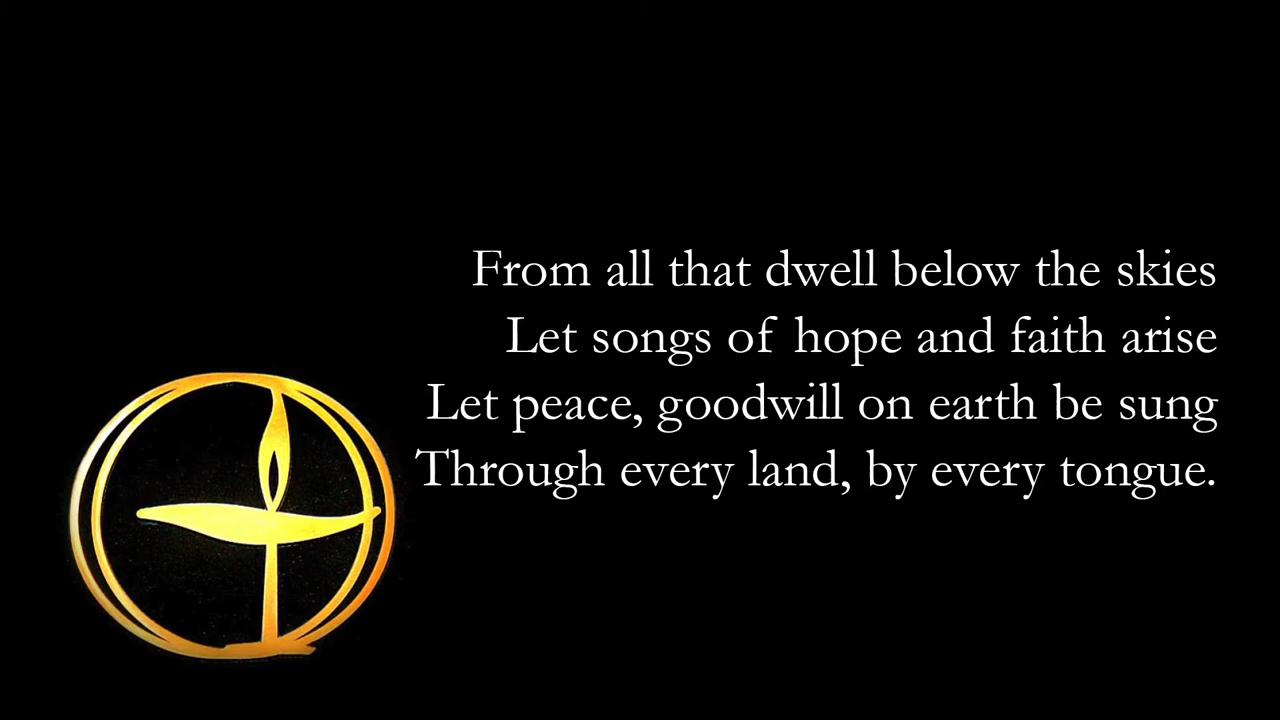 From all that dwell below the skies
Let songs of hope and faith arise
Let peace, goodwill on earth be sung
Through every land, by every tongue.